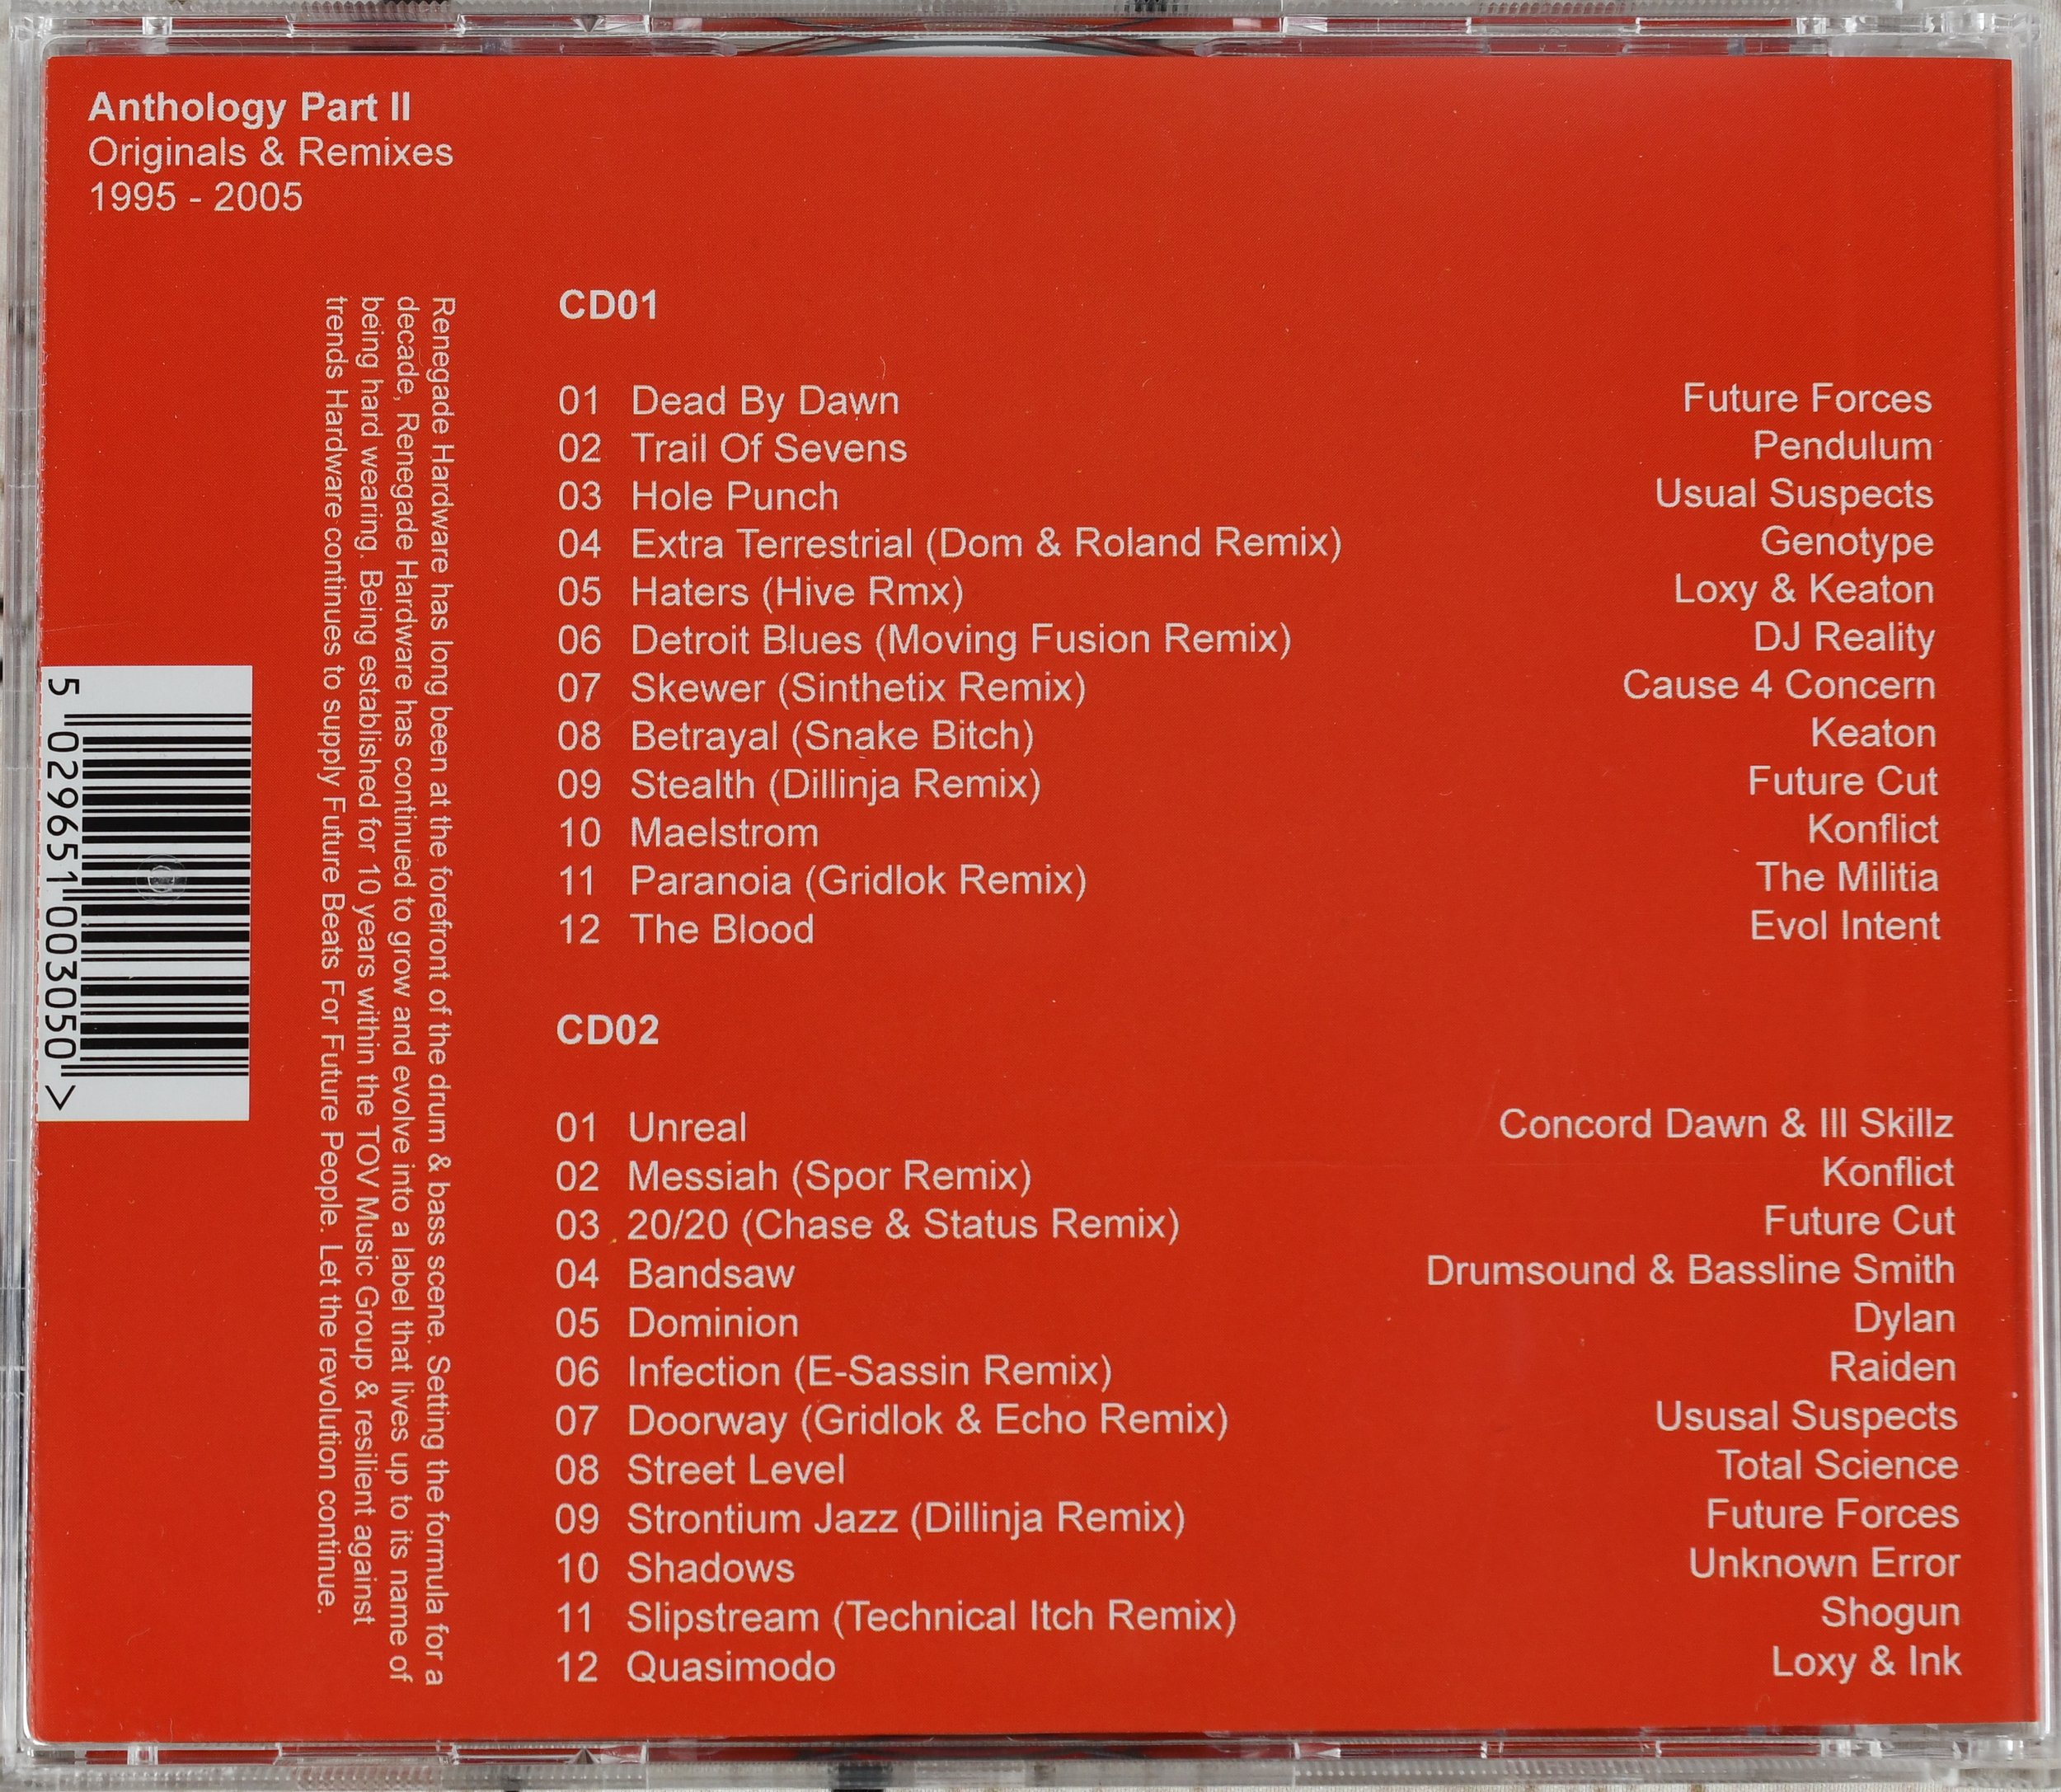 Anthology Part II
Originals & Remixes
1995 - 2005
Renegade Hardware has long been at the forefront of the drum & bass scene. Setting the formula for a
decade, Renegade Hardware has continued to grow and evolve into a label that lives up to its name of
being hard wearing. Being established for 10 years within the TOV Music Group & resilient against
trends Hardware continues to supply Future Beats For Future People. Let the revolution continue.
5 029651 003050 >
CD01
01 Dead By Dawn Future Forces
02 Trail Of Sevens Pendulum
03 Hole Punch Usual Suspects
04 Extra Terrestrial (Dom & Roland Remix) Genotype
05 Haters (Hive Rmx) Loxy & Keaton
06 Detroit Blues (Moving Fusion Remix) DJ Reality
07 Skewer (Sinthetix Remix) Cause 4 Concern
08 Betrayal (Snake Bitch) Keaton
09 Stealth (Dillinja Remix) Future Cut
10 Maelstrom Konflict
11 Paranoia (Gridlok Remix) The Militia
12 The Blood Evol Intent
CD02
01 Unreal Concord Dawn & Ill Skillz
02 Messiah (Spor Remix) Konflict
03 20/20 (Chase & Status Remix) Future Cut
04 Bandsaw Drumsound & Bassline Smith
05 Dominion Dylan
06 Infection (E-Sassin Remix) Raiden
07 Doorway (Gridlok & Echo Remix) Ususal Suspects
08 Street Level Total Science
09 Strontium Jazz (Dillinja Remix) Future Forces
10 Shadows Unknown Error
11 Slipstream (Technical Itch Remix) Shogun
12 Quasimodo Loxy & Ink